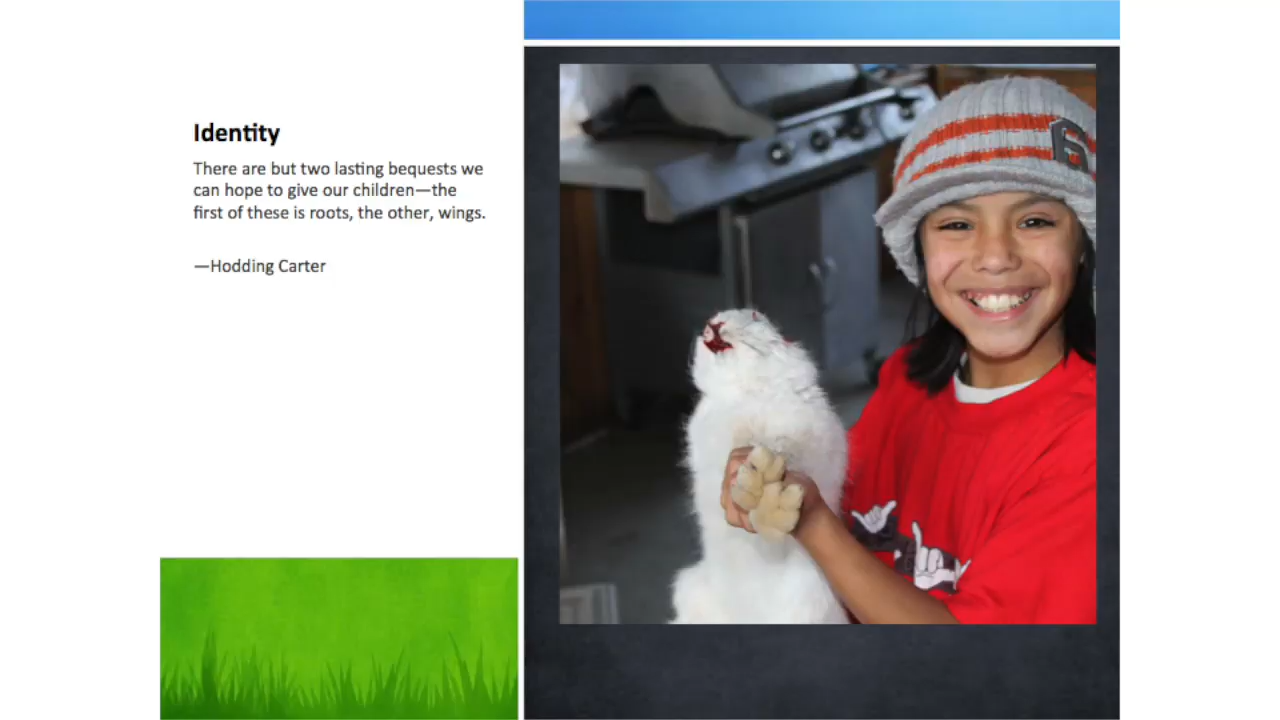 Identity
There are but two lasting bequests we
can hope to give our children—the
first of these is roots, the other, wings.
—Hodding Carter
6